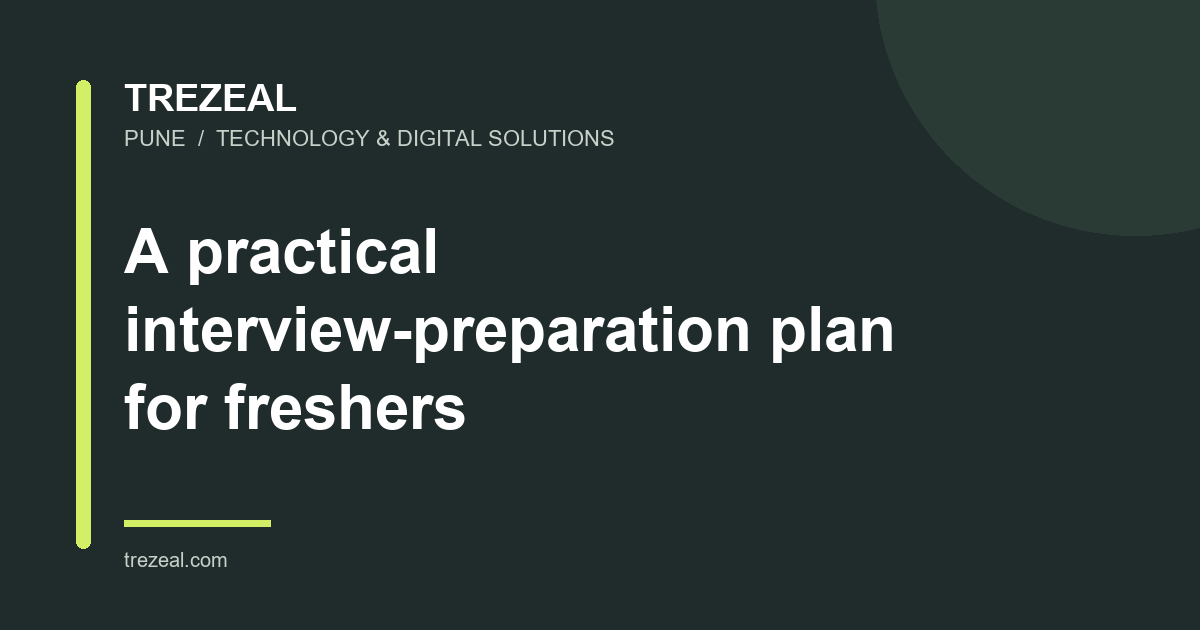 TREZEAL
PUNE / TECHNOLOGY & DIGITAL SOLUTIONS
A practical
interview-preparation plan
for freshers
trezeal.com